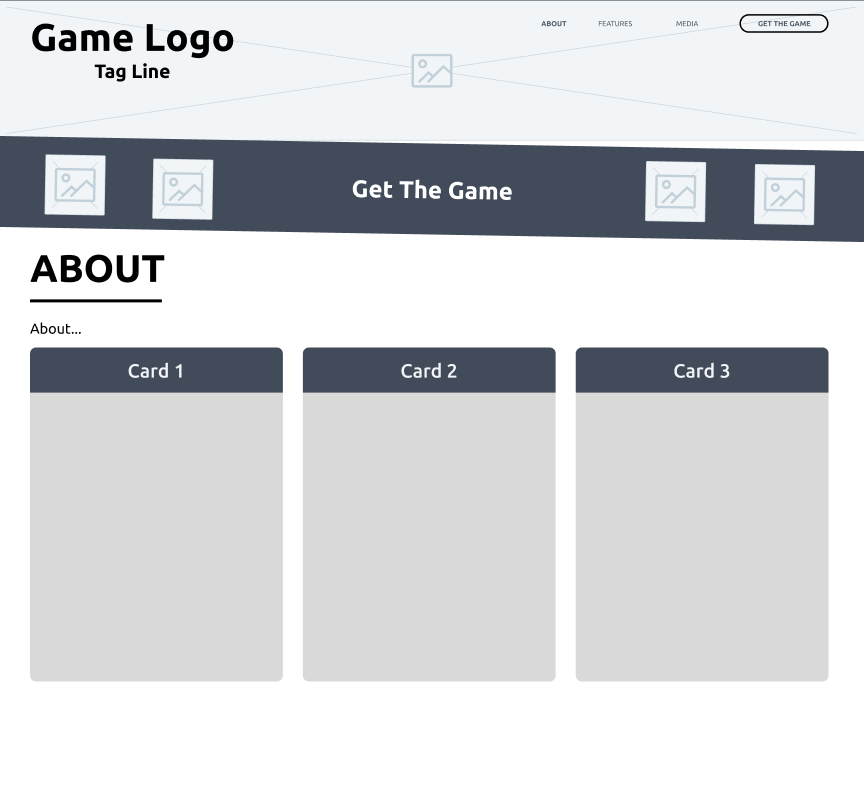 Game Logo
Tag Line
ABOUT FEATURES MEDIA GET THE GAME
Get The Game
ABOUT
About...
Card 1 Card 2 Card 3